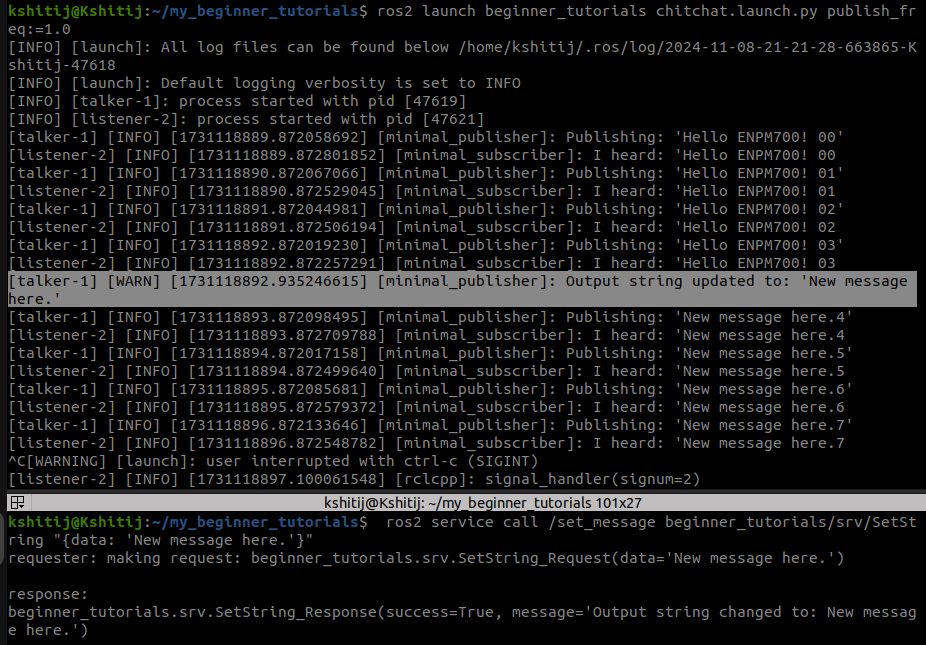 kshitij@Kshitij:~/my_beginner_tutorials$ ros2 launch beginner_tutorials chitchat.launch.py publish_fr
eq:=1.0
[INFO] [launch]: All log files can be found below /home/kshitij/.ros/log/2024-11-08-21-21-28-663865-K
shitij-47618
[INFO] [launch]: Default logging verbosity is set to INFO
[INFO] [talker-1]: process started with pid [47619]
[INFO] [listener-2]: process started with pid [47621]
[talker-1] [INFO] [1731118889.872058692] [minimal_publisher]: Publishing: 'Hello ENPM700! 00'
[listener-2] [INFO] [1731118889.872801852] [minimal_subscriber]: I heard: 'Hello ENPM700! 00
[talker-1] [INFO] [1731118890.872067066] [minimal_publisher]: Publishing: 'Hello ENPM700! 01'
[listener-2] [INFO] [1731118890.872529045] [minimal_subscriber]: I heard: 'Hello ENPM700! 01
[talker-1] [INFO] [1731118891.872044981] [minimal_publisher]: Publishing: 'Hello ENPM700! 02'
[listener-2] [INFO] [1731118891.872506194] [minimal_subscriber]: I heard: 'Hello ENPM700! 02
[talker-1] [INFO] [1731118892.872019230] [minimal_publisher]: Publishing: 'Hello ENPM700! 03'
[listener-2] [INFO] [1731118892.872257291] [minimal_subscriber]: I heard: 'Hello ENPM700! 03
[talker-1] [WARN] [1731118892.935246615] [minimal_publisher]: Output string updated to: 'New message
here.'
[talker-1] [INFO] [1731118893.872098495] [minimal_publisher]: Publishing: 'New message here.4'
[listener-2] [INFO] [1731118893.872709788] [minimal_subscriber]: I heard: 'New message here.4
[talker-1] [INFO] [1731118894.872017158] [minimal_publisher]: Publishing: 'New message here.5'
[listener-2] [INFO] [1731118894.872499640] [minimal_subscriber]: I heard: 'New message here.5
[talker-1] [INFO] [1731118895.872085681] [minimal_publisher]: Publishing: 'New message here.6'
[listener-2] [INFO] [1731118895.872579372] [minimal_subscriber]: I heard: 'New message here.6
[talker-1] [INFO] [1731118896.872133646] [minimal_publisher]: Publishing: 'New message here.7'
[listener-2] [INFO] [1731118896.872548782] [minimal_subscriber]: I heard: 'New message here.7
^C[WARNING] [launch]: user interrupted with ctrl-c (SIGINT)
[listener-2] [INFO] [1731118897.100061548] [rclcpp]: signal_handler(signum=2)
kshitij@Kshitij: ~/my_beginner_tutorials 101x27
kshitij@Kshitij:~/my_beginner_tutorials$  ros2 service call /set_message beginner_tutorials/srv/SetSt
ring "{data: 'New message here.'}"
requester: making request: beginner_tutorials.srv.SetString_Request(data='New message here.')
response:
beginner_tutorials.srv.SetString_Response(success=True, message='Output string changed to: New messag
e here.')